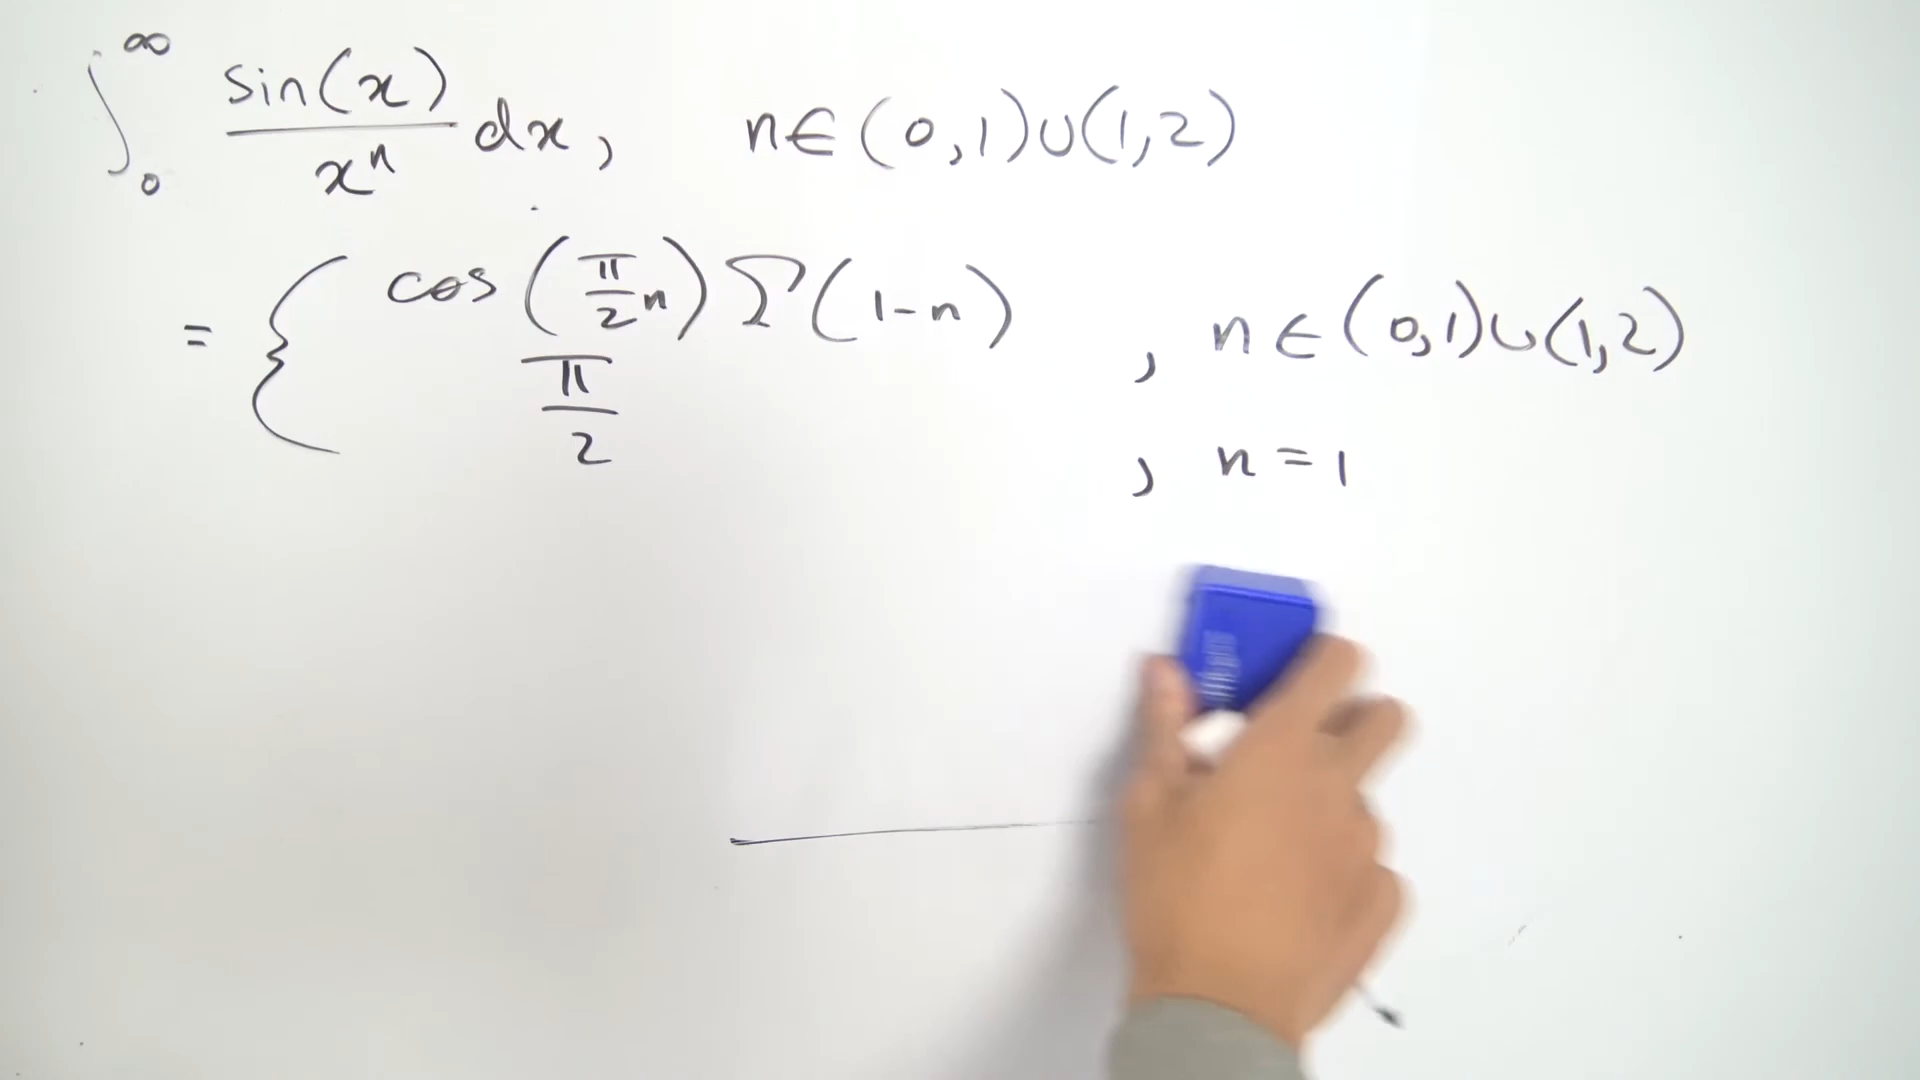 ∫₀^∞ sin(x)/xⁿ dx, n∈(0,1)∪(1,2)
= { cos(π/2 n) Γ(1-n) , n∈(0,1)∪(1,2)
π/2 , n=1